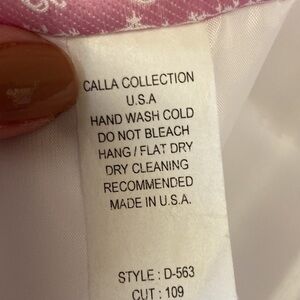 CALLA COLLECTION
U.S.A
HAND WASH COLD
DO NOT BLEACH
HANG / FLAT DRY
DRY CLEANING
RECOMMENDED
MADE IN U.S.A.
STYLE : D-563
CUT : 109